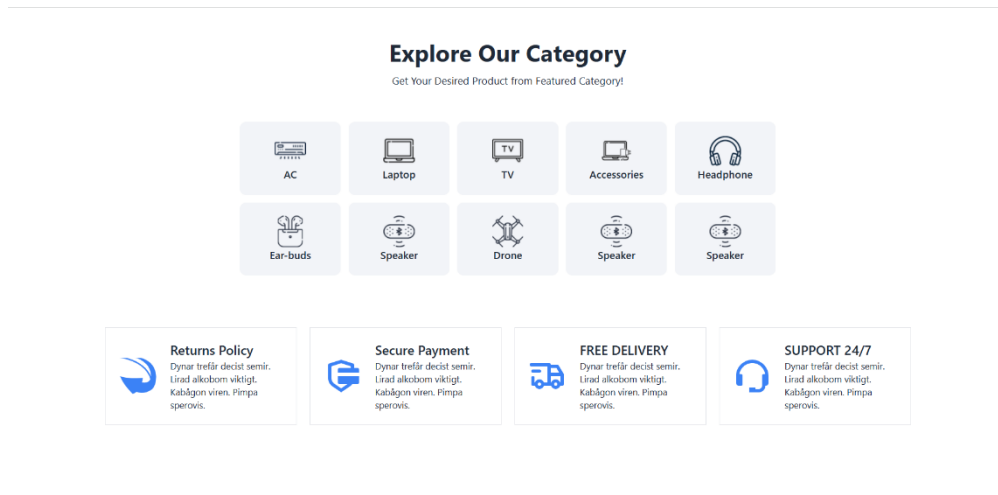 Explore Our Category
Get Your Desired Product from Featured Category!
AC
Laptop
TV
TV
Accessories
Headphone
Ear-buds
Speaker
Drone
Speaker
Speaker
Returns Policy
Dynar trefår decist semir.
Lirad alkobom viktigt.
Kabågon viren. Pimpa
sperovis.
Secure Payment
Dynar trefår decist semir.
Lirad alkobom viktigt.
Kabågon viren. Pimpa
sperovis.
FREE DELIVERY
Dynar trefår decist semir.
Lirad alkobom viktigt.
Kabågon viren. Pimpa
sperovis.
SUPPORT 24/7
Dynar trefår decist semir.
Lirad alkobom viktigt.
Kabågon viren. Pimpa
sperovis.